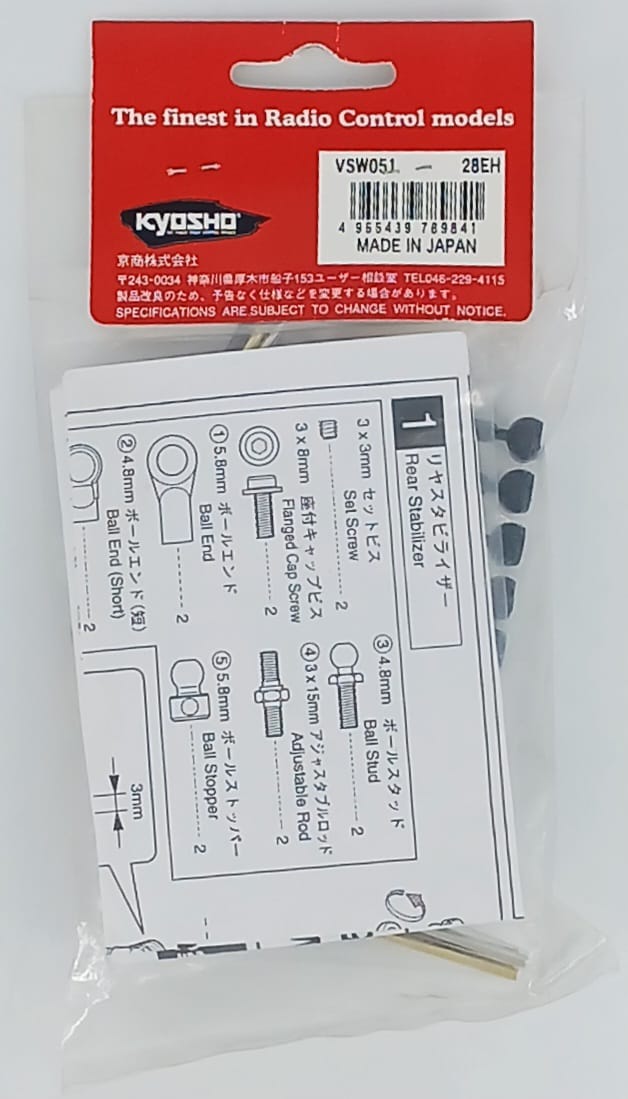 The finest in Radio Control models
VSW051 - 28EH
4 955439 769841
MADE IN JAPAN
KYOSHO
京商株式会社
〒243-0034 神奈川県厚木市船子153ユーザー相談室 TEL046-229-4115
製品改良のため、予告なく仕様などを変更する場合があります。
SPECIFICATIONS ARE SUBJECT TO CHANGE WITHOUT NOTICE.
1
リヤスタビライザー
Rear Stabilizer
3 x 3mm セットビス
Set Screw
2
3 x 8mm 座付キャップビス
Flanged Cap Screw
2
①5.8mm ボールエンド
Ball End
2
②4.8mm ボールエンド(短)
Ball End (Short)
2
③4.8mm ボールスタッド
Ball Stud
2
④3 x 15mm アジャスタブルロッド
Adjustable Rod
2
⑤5.8mm ボールストッパー
Ball Stopper
2
3mm